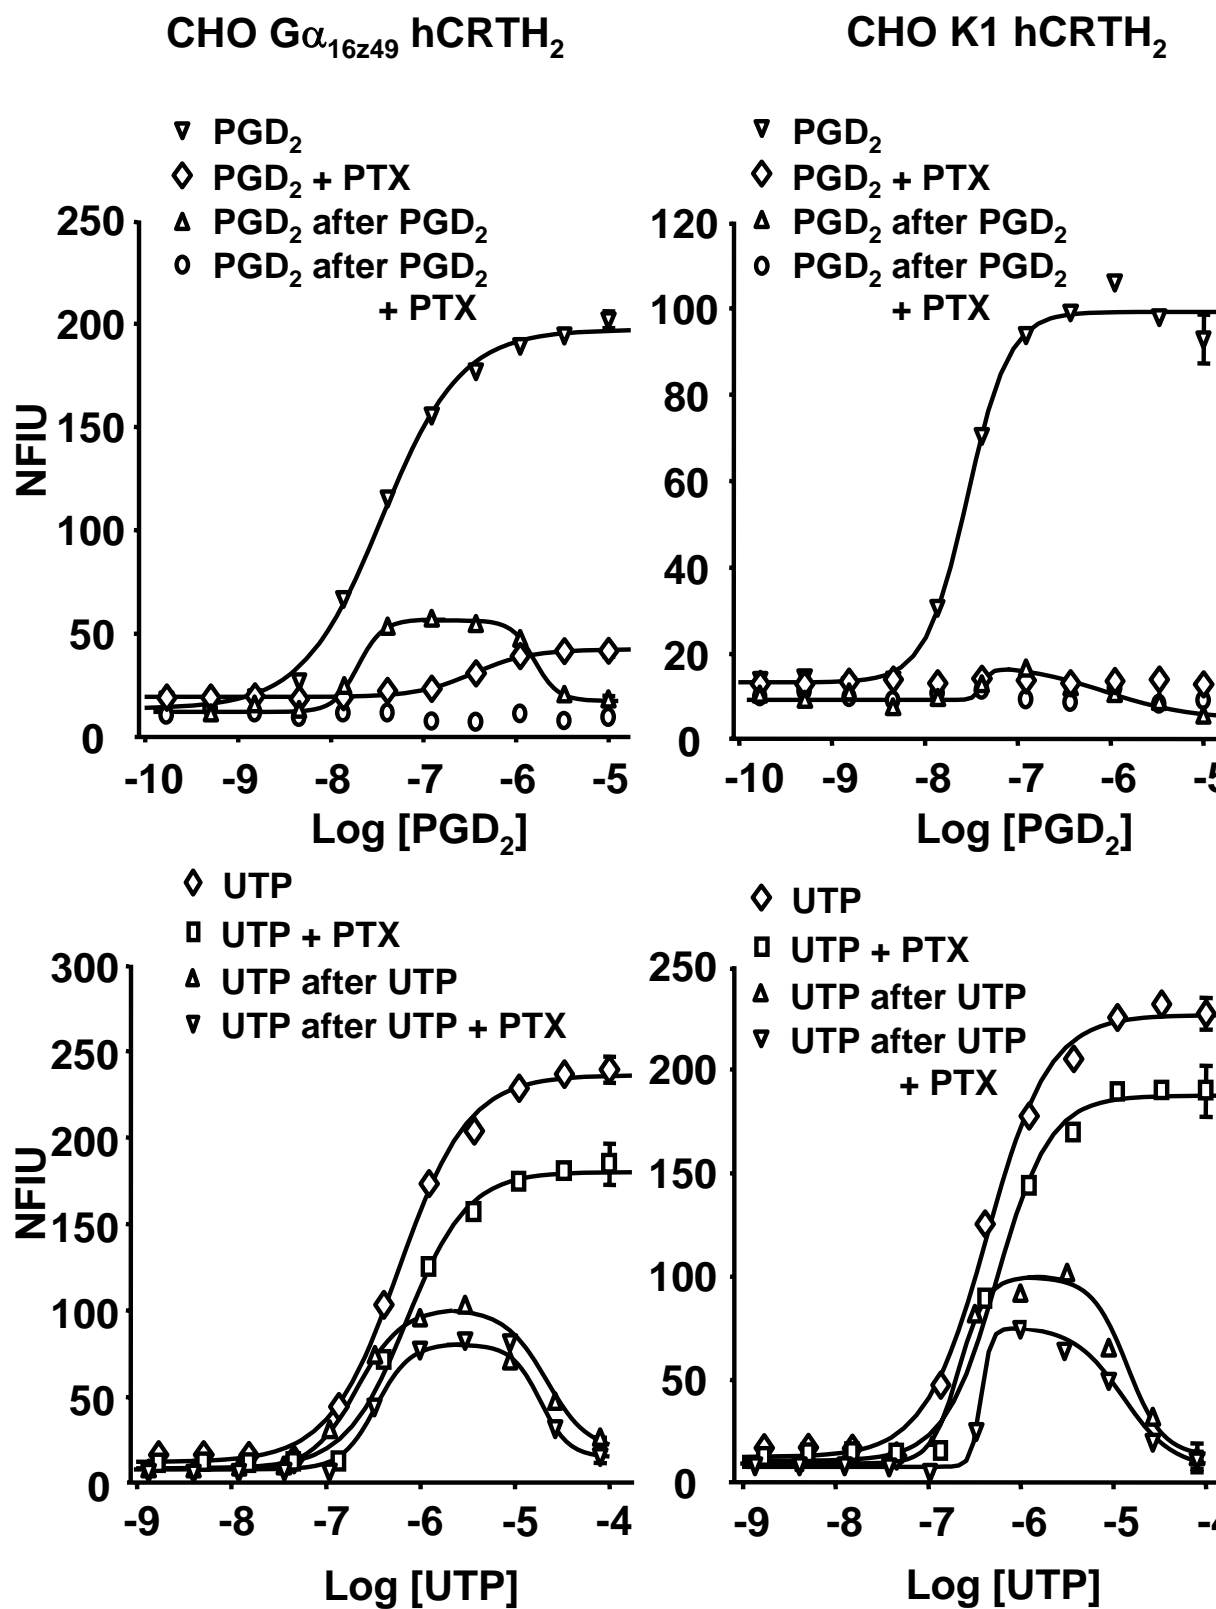 CHO Gα16z49 hCRTH2
CHO K1 hCRTH2
PGD2
PGD2 + PTX
PGD2 after PGD2
PGD2 after PGD2
+ PTX
250
200
150
100
50
0
NFIU
-10 -9 -8 -7 -6 -5
Log [PGD2]
PGD2
PGD2 + PTX
PGD2 after PGD2
PGD2 after PGD2
+ PTX
120
100
80
60
40
20
0
-10 -9 -8 -7 -6 -5
Log [PGD2]
UTP
UTP + PTX
UTP after UTP
UTP after UTP + PTX
300
250
200
150
100
50
0
NFIU
-9 -8 -7 -6 -5 -4
Log [UTP]
UTP
UTP + PTX
UTP after UTP
UTP after UTP
+ PTX
250
200
150
100
50
0
-9 -8 -7 -6 -5 -4
Log [UTP]